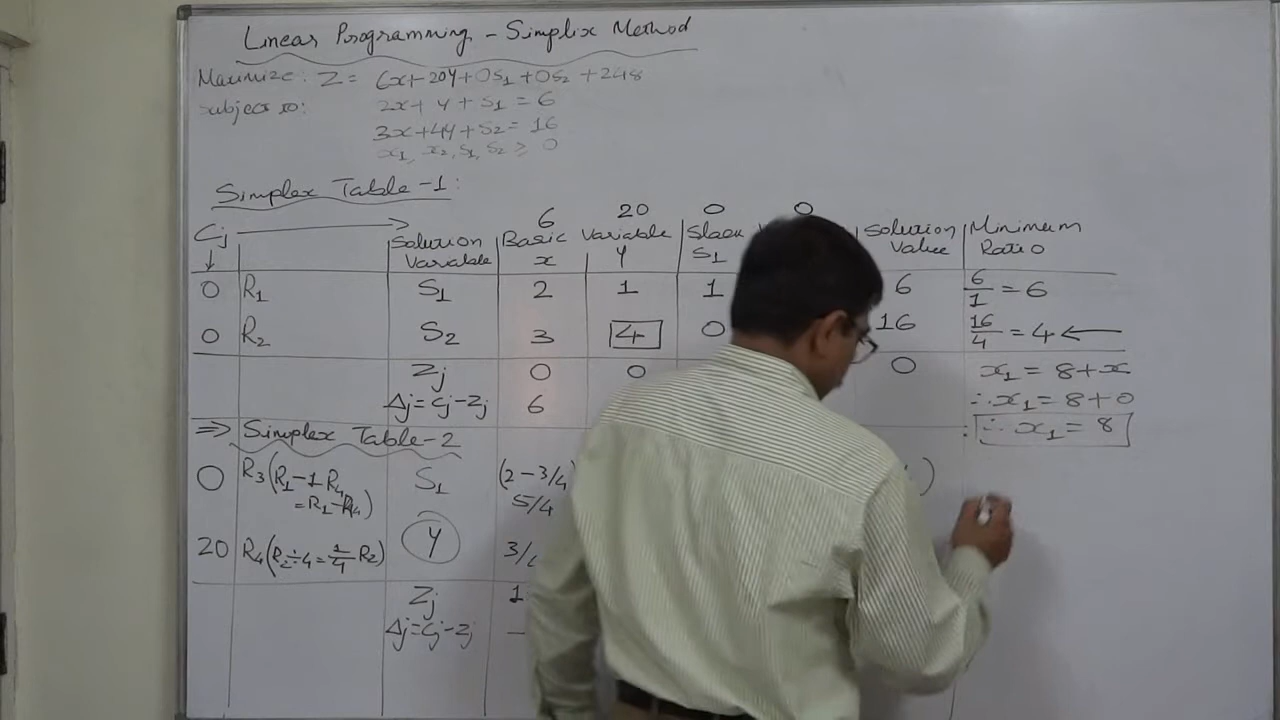 Linear Programming - Simplix Method
Maximize: Z = 6x + 20y + 0S1 + 0S2 + 248
subject to: 2x + y + S1 = 6
3x + 4y + S2 = 16
x1, x2, S1, S2 ≥ 0
Simplex Table -1:
6 20 0 0
Cj → Solution Variable Basic x Variable y Slack S1 Solution Value Minimum Ratio
↓
0 R1 S1 2 1 1 6 6/1 = 6
0 R2 S2 3 4 0 16 16/4 = 4 ←
Zj 0 0 0 x1 = 8 + x
Δj = Cj - Zj 6 ∴ x1 = 8 + 0
⇒ Simplex Table-2 ∴ x1 = 8
0 R3 (R1 - 1 R4 S1 (2 - 3/4) )
= R1 - R4) 5/4
20 R4 (R2 ÷ 4 = 1/4 R2) y 3/
Zj 1
Δj = Cj - Zj —